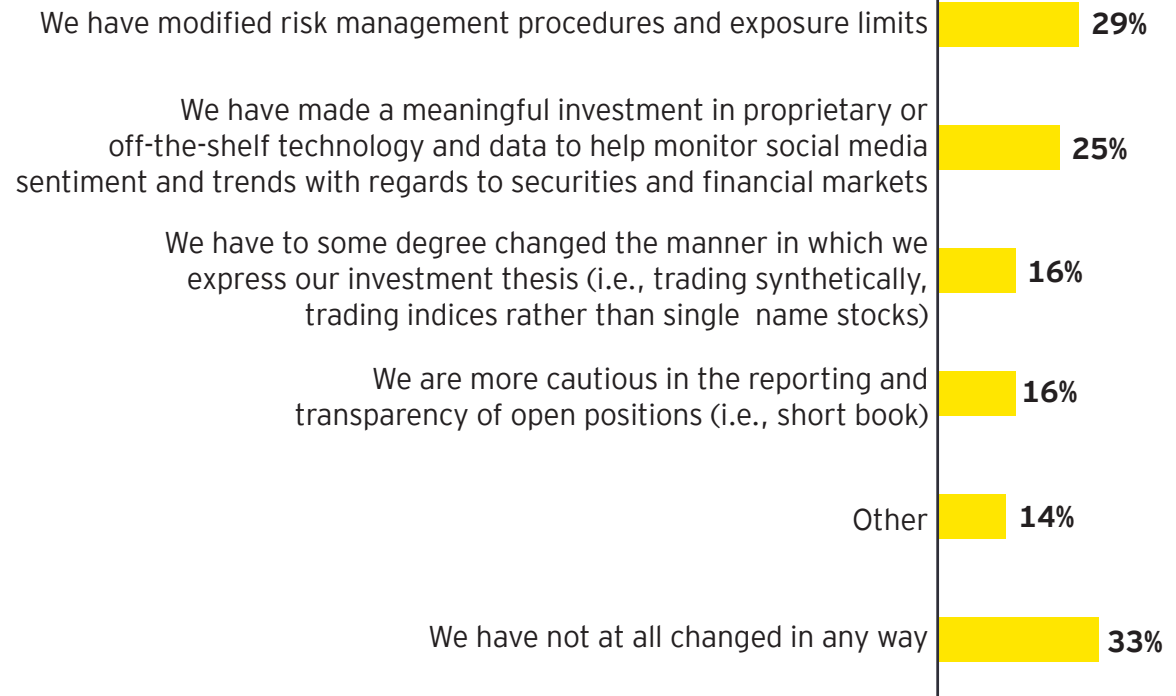 We have modified risk management procedures and exposure limits 29%
We have made a meaningful investment in proprietary or
off-the-shelf technology and data to help monitor social media
sentiment and trends with regards to securities and financial markets
25%
We have to some degree changed the manner in which we
express our investment thesis (i.e., trading synthetically,
trading indices rather than single name stocks)
16%
We are more cautious in the reporting and
transparency of open positions (i.e., short book)
16%
Other 14%
We have not at all changed in any way 33%